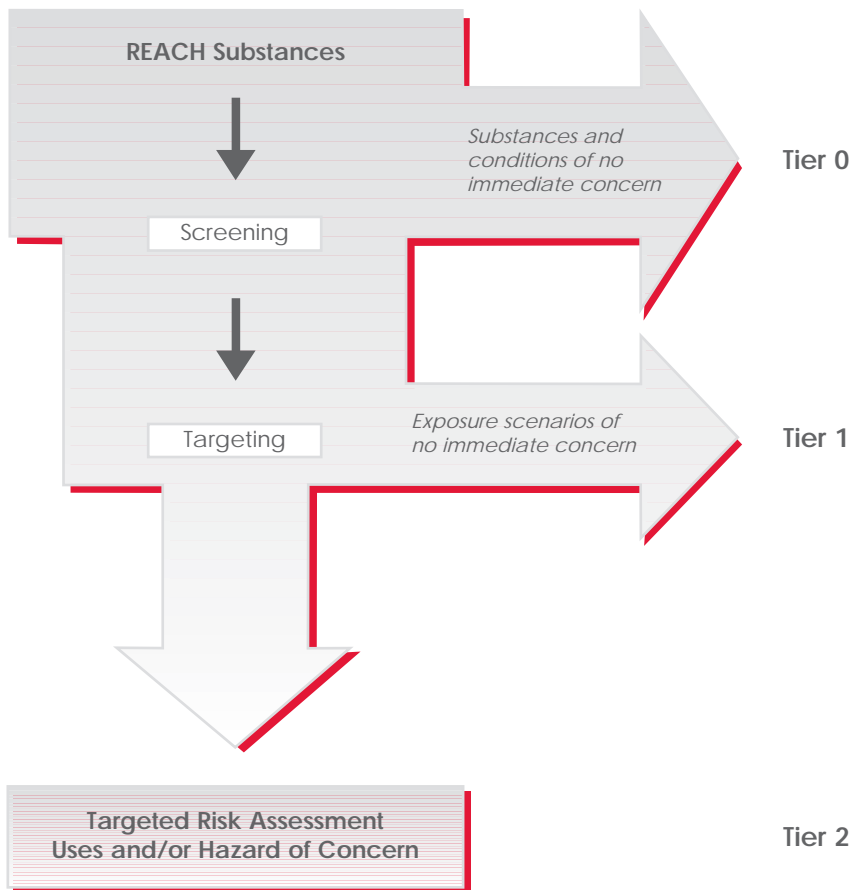 REACH Substances
Substances and
conditions of no
immediate concern
Tier 0
Screening
Targeting
Exposure scenarios of
no immediate concern
Tier 1
Targeted Risk Assessment
Uses and/or Hazard of Concern
Tier 2